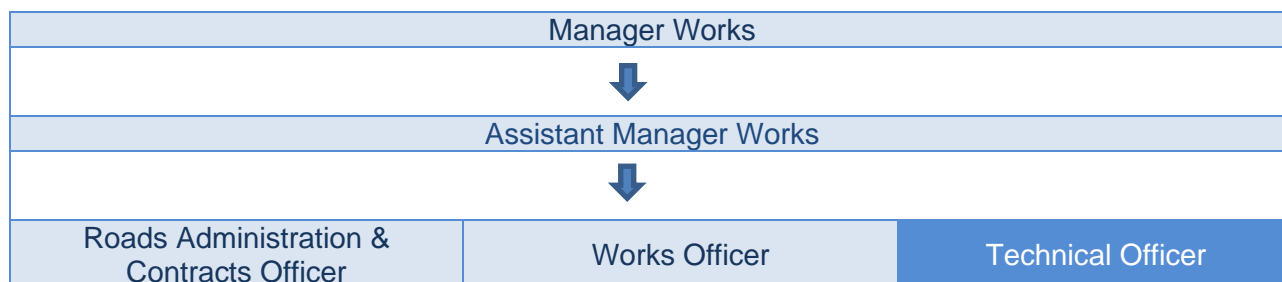 Manager Works
Assistant Manager Works
Roads Administration &
Contracts Officer
Works Officer
Technical Officer